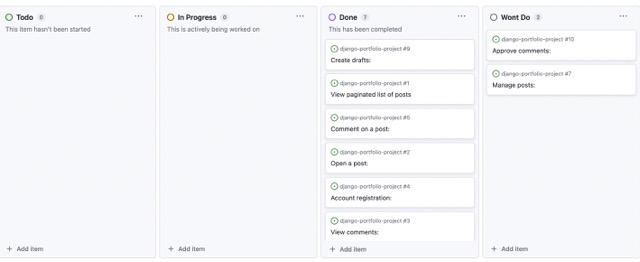 Todo 0
This item hasn't been started
+ Add item
In Progress 0
This is actively being worked on
+ Add item
Done 7
This has been completed
django-portfolio-project #9
Create drafts:
django-portfolio-project #1
View paginated list of posts
django-portfolio-project #5
Comment on a post:
django-portfolio-project #2
Open a post:
django-portfolio-project #4
Account registration:
django-portfolio-project #3
View comments:
+ Add item
Wont Do 2
django-portfolio-project #10
Approve comments:
django-portfolio-project #7
Manage posts:
+ Add item